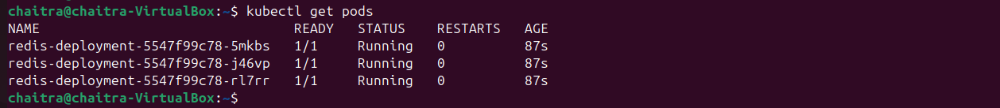 chaitra@chaitra-VirtualBox:~$ kubectl get pods
NAME READY STATUS RESTARTS AGE
redis-deployment-5547f99c78-5mkbs 1/1 Running 0 87s
redis-deployment-5547f99c78-j46vp 1/1 Running 0 87s
redis-deployment-5547f99c78-rl7rr 1/1 Running 0 87s
chaitra@chaitra-VirtualBox:~$